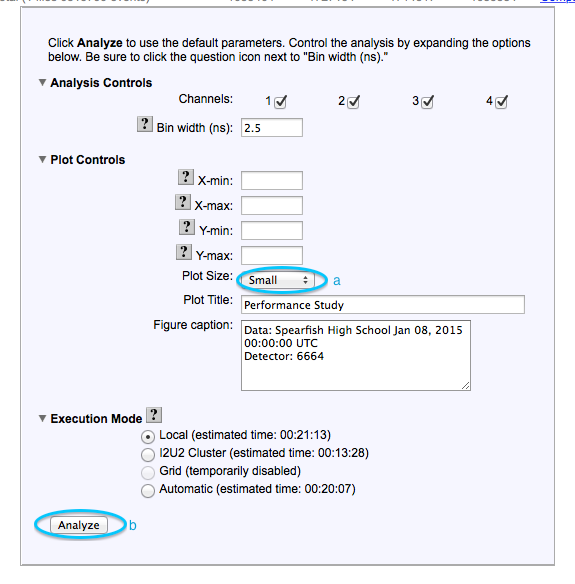 Click Analyze to use the default parameters. Control the analysis by expanding the options
below. Be sure to click the question icon next to "Bin width (ns)."
▼ Analysis Controls
Channels: 1 2 3 4
? Bin width (ns): 2.5
▼ Plot Controls
? X-min:
? X-max:
? Y-min:
? Y-max:
Plot Size: Small a
Plot Title: Performance Study
Figure caption: Data: Spearfish High School Jan 08, 2015
00:00:00 UTC
Detector: 6664
▼ Execution Mode ?
Local (estimated time: 00:21:13)
I2U2 Cluster (estimated time: 00:13:28)
Grid (temporarily disabled)
Automatic (estimated time: 00:20:07)
Analyze b